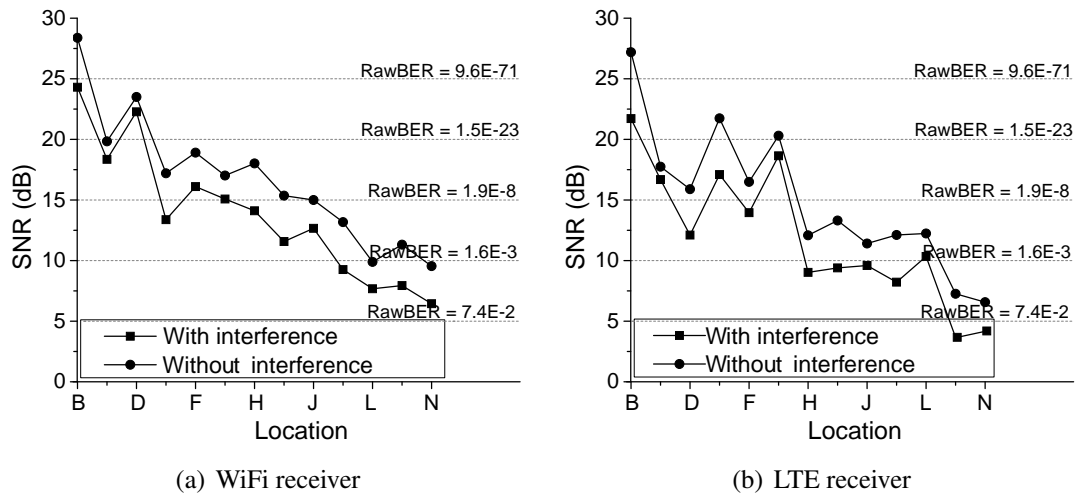 30
25
20
15
10
5
0
SNR (dB)
RawBER = 9.6E-71
RawBER = 1.5E-23
RawBER = 1.9E-8
RawBER = 1.6E-3
RawBER = 7.4E-2
With interference
Without interference
B D F H J L N
Location
(a) WiFi receiver
30
25
20
15
10
5
0
SNR (dB)
RawBER = 9.6E-71
RawBER = 1.5E-23
RawBER = 1.9E-8
RawBER = 1.6E-3
RawBER = 7.4E-2
With interference
Without interference
B D F H J L N
Location
(b) LTE receiver